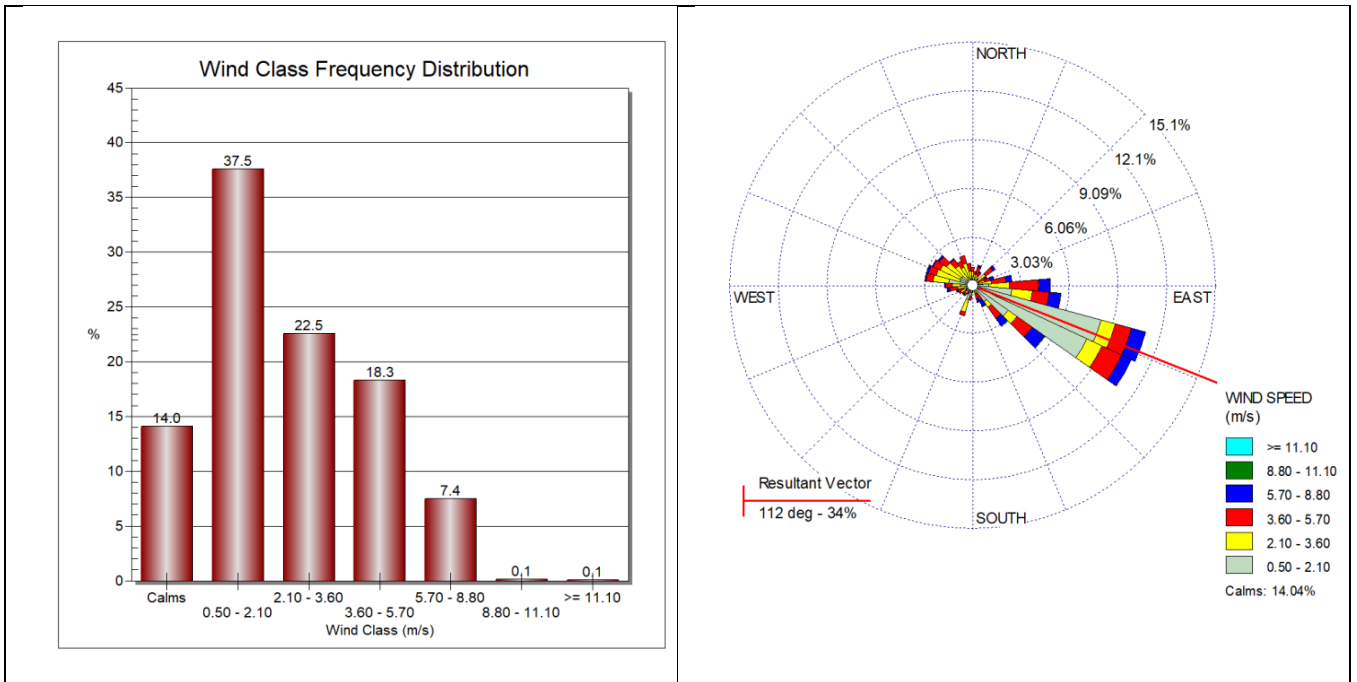 Wind Class Frequency Distribution
45
40
35
30
25
20
15
10
5
0
%
14.0
37.5
22.5
18.3
7.4
0.1
0.1
Calms
0.50 - 2.10
2.10 - 3.60
3.60 - 5.70
5.70 - 8.80
8.80 - 11.10
>= 11.10
Wind Class (m/s)
NORTH
15.1%
12.1%
9.09%
6.06%
3.03%
WEST
EAST
SOUTH
Resultant Vector
112 deg - 34%
WIND SPEED
(m/s)
>= 11.10
8.80 - 11.10
5.70 - 8.80
3.60 - 5.70
2.10 - 3.60
0.50 - 2.10
Calms: 14.04%